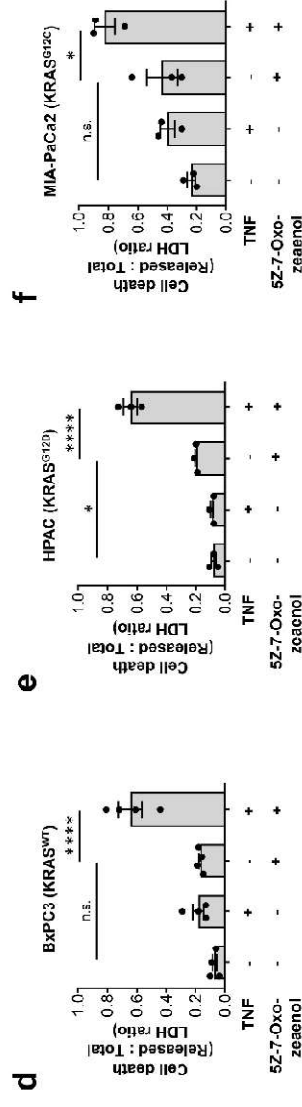 d
BxPC3 (KRASWT)
Cell death
(Released : Total
LDH ratio)
1.0
0.8
0.6
0.4
0.2
0.0
n.s.
****
TNF - + - +
5Z-7-Oxo- - - + +
zeaenol
e
HPAC (KRASG12D)
Cell death
(Released : Total
LDH ratio)
1.0
0.8
0.6
0.4
0.2
0.0
*
****
TNF - + - +
5Z-7-Oxo- - - + +
zeaenol
f
MIA-PaCa2 (KRASG12C)
Cell death
(Released : Total
LDH ratio)
1.0
0.8
0.6
0.4
0.2
0.0
n.s.
*
TNF - + - +
5Z-7-Oxo- - - + +
zeaenol